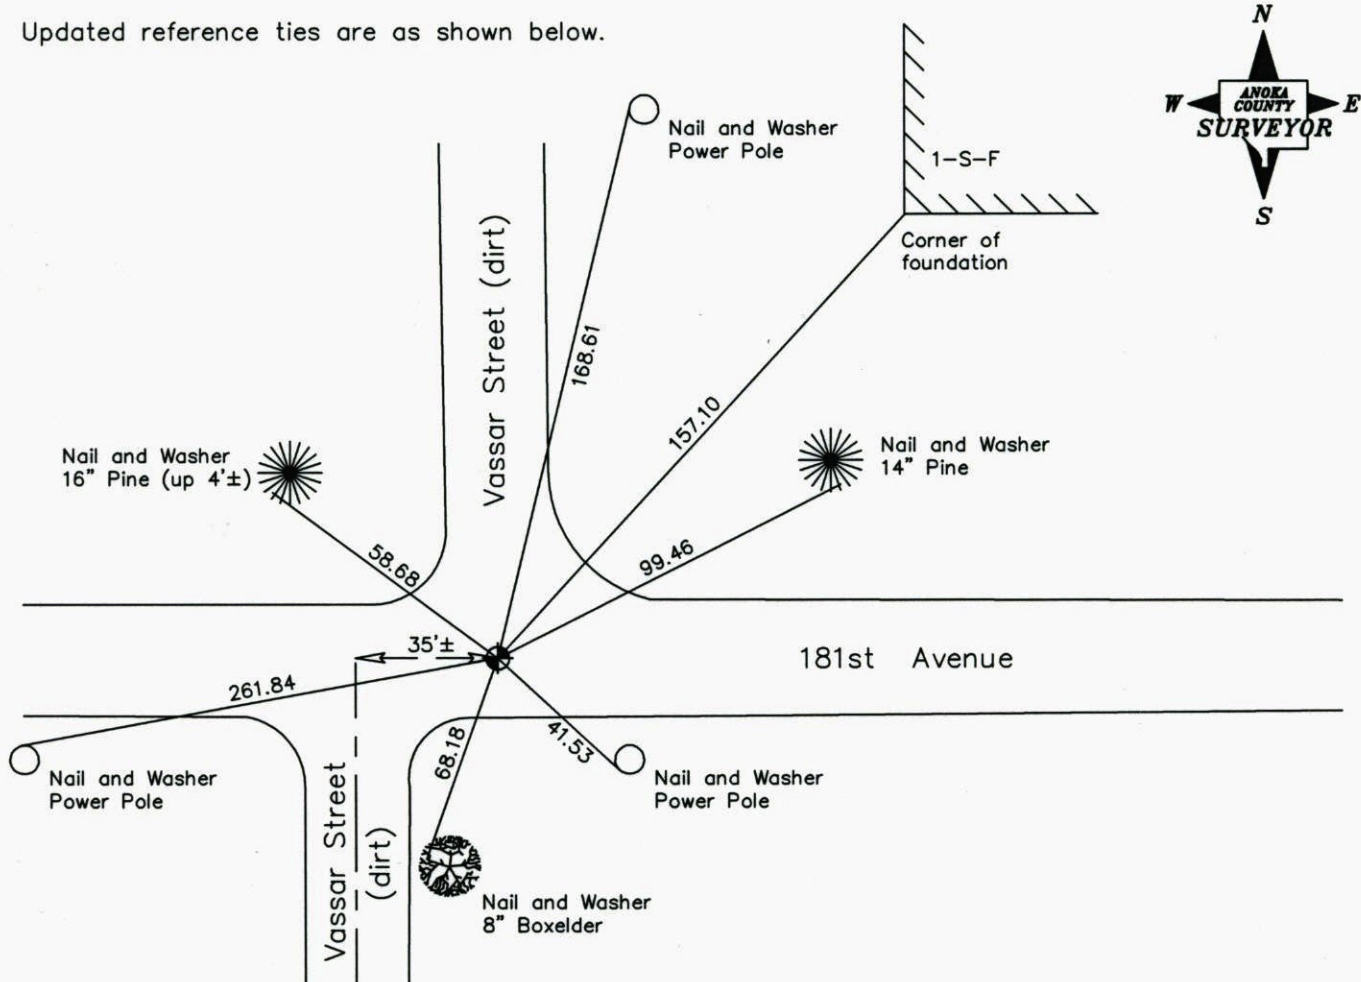 Updated reference ties are as shown below.
N
W
E
S
ANOKA
COUNTY
SURVEYOR
Nail and Washer
Power Pole
1-S-F
Corner of
foundation
Vassar Street (dirt)
168.61
157.10
Nail and Washer
16" Pine (up 4'±)
Nail and Washer
14" Pine
58.68
99.46
35'±
181st Avenue
261.84
68.18
41.53
Nail and Washer
Power Pole
Nail and Washer
Power Pole
Vassar Street
(dirt)
Nail and Washer
8" Boxelder